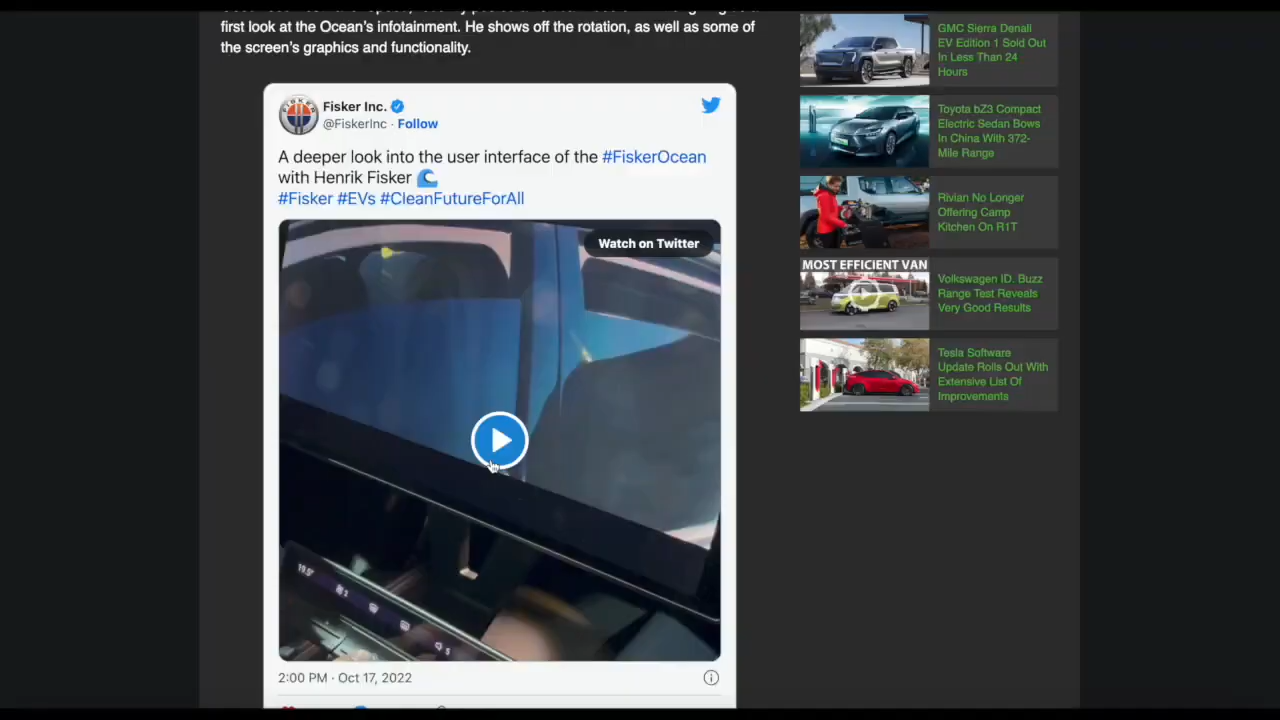 first look at the Ocean's infotainment. He shows off the rotation, as well as some of
the screen's graphics and functionality.
Fisker Inc.
@FiskerInc · Follow
A deeper look into the user interface of the #FiskerOcean
with Henrik Fisker 🌊
#Fisker #EVs #CleanFutureForAll
Watch on Twitter
19.5°
2:00 PM · Oct 17, 2022
GMC Sierra Denali
EV Edition 1 Sold Out
In Less Than 24
Hours
Toyota bZ3 Compact
Electric Sedan Bows
In China With 372-
Mile Range
Rivian No Longer
Offering Camp
Kitchen On R1T
MOST EFFICIENT VAN
Volkswagen ID. Buzz
Range Test Reveals
Very Good Results
Tesla Software
Update Rolls Out With
Extensive List Of
Improvements